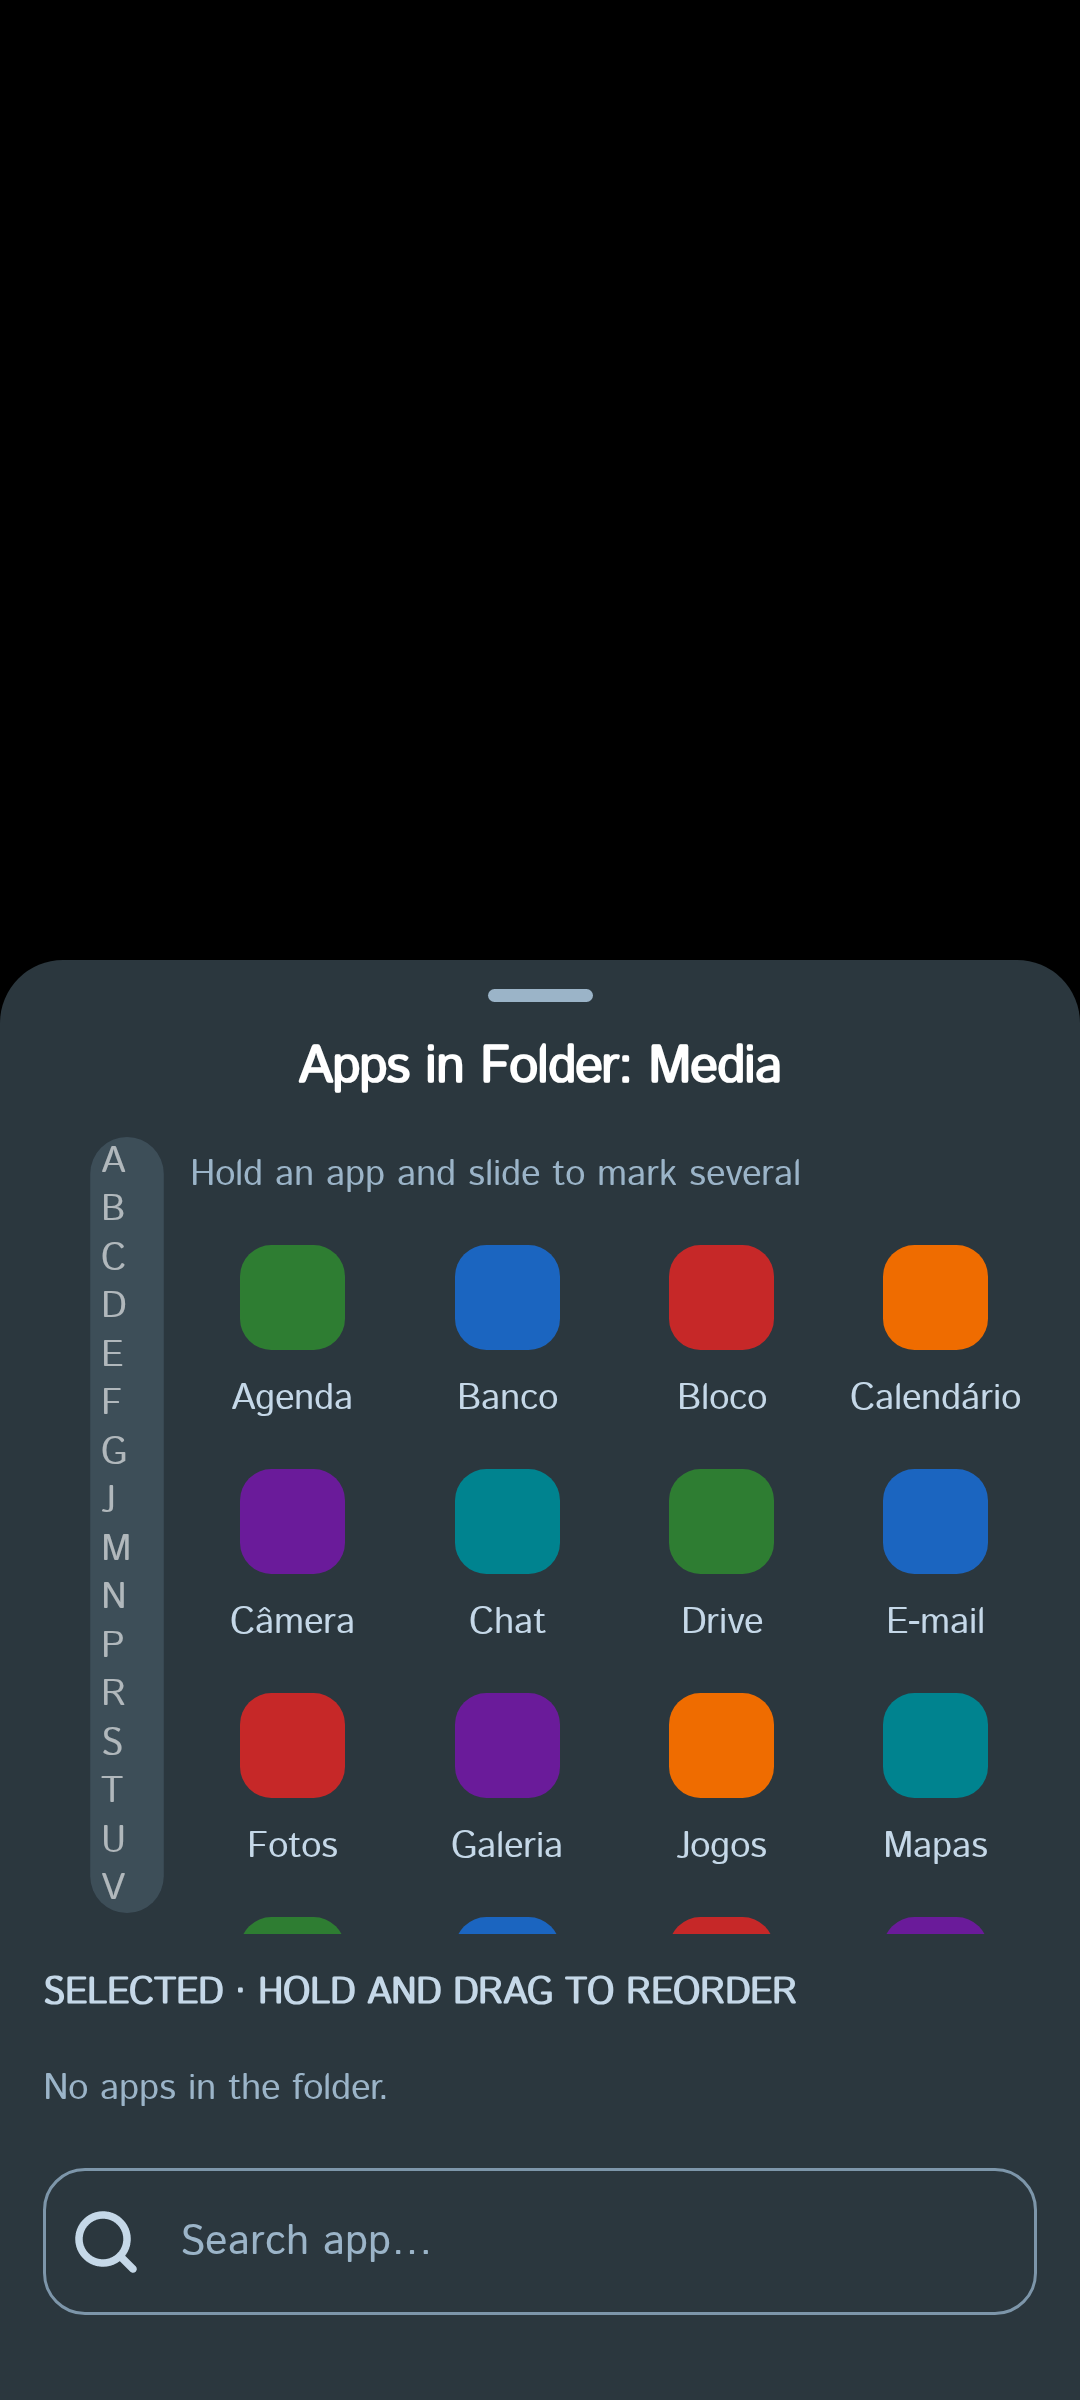 Apps in Folder: Media
Hold an app and slide to mark several
A
B
C
D
E
F
G
J
M
N
P
R
S
T
U
V
Agenda Banco Bloco Calendário
Câmera Chat Drive E-mail
Fotos Galeria Jogos Mapas
SELECTED · HOLD AND DRAG TO REORDER
No apps in the folder.
Search app...